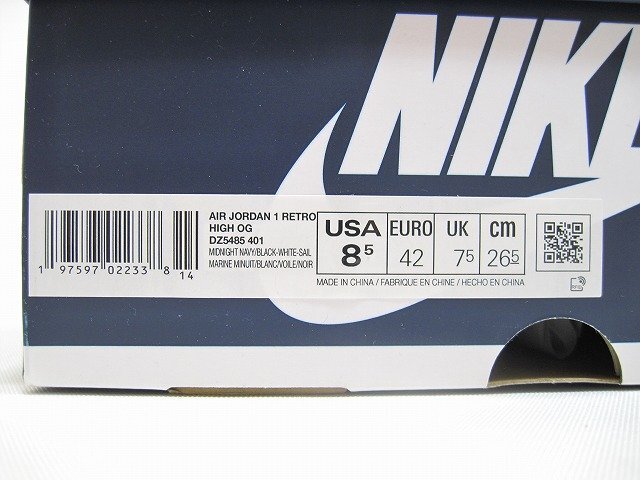 NIKE
AIR JORDAN 1 RETRO
HIGH OG
DZ5485 401
MIDNIGHT NAVY/BLACK-WHITE-SAIL
MARINE MINUIT/BLANC/VOILE/NOIR
USA 8⁵
EURO 42
UK 7⁵
cm 26⁵
MADE IN CHINA / FABRIQUE EN CHINE / HECHO EN CHINA
1 97597 02233 8 14